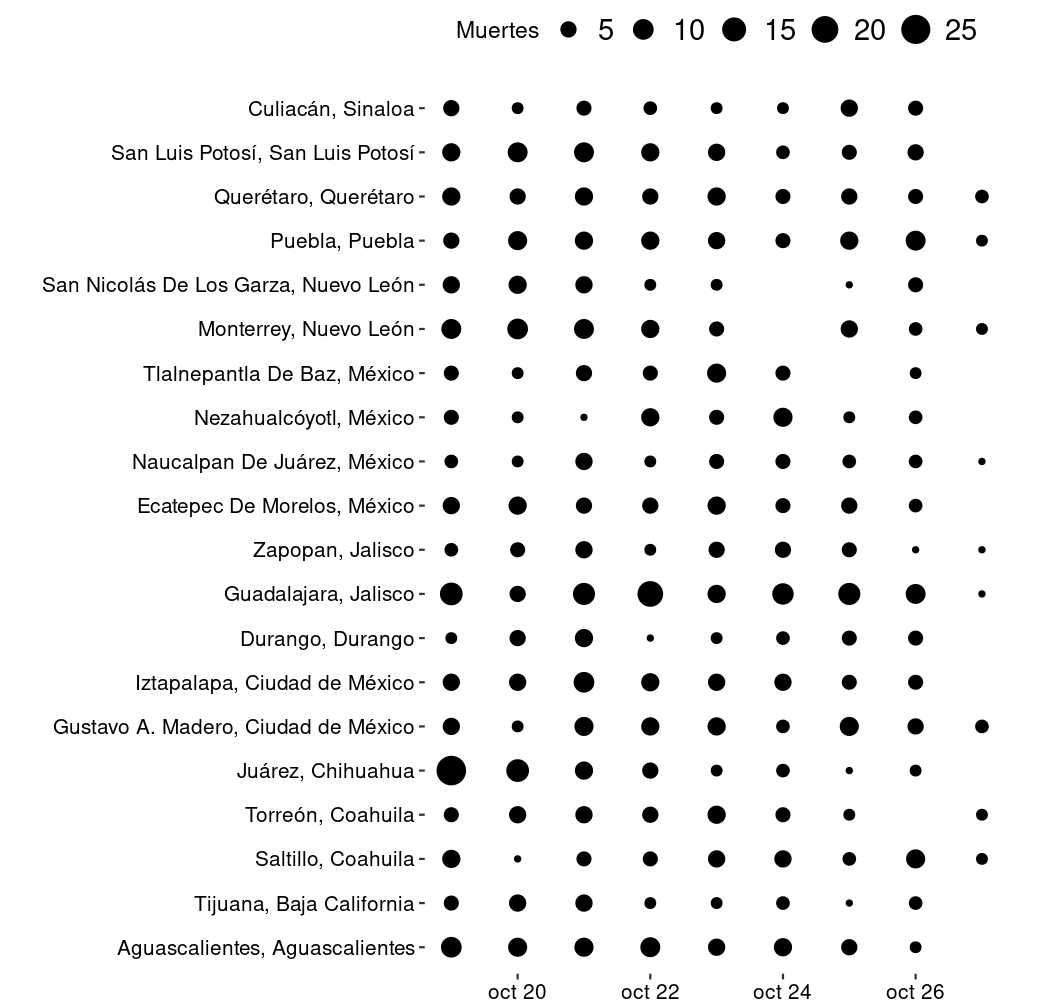 Muertes 5 10 15 20 25
Culiacán, Sinaloa
San Luis Potosí, San Luis Potosí
Querétaro, Querétaro
Puebla, Puebla
San Nicolás De Los Garza, Nuevo León
Monterrey, Nuevo León
Tlalnepantla De Baz, México
Nezahualcóyotl, México
Naucalpan De Juárez, México
Ecatepec De Morelos, México
Zapopan, Jalisco
Guadalajara, Jalisco
Durango, Durango
Iztapalapa, Ciudad de México
Gustavo A. Madero, Ciudad de México
Juárez, Chihuahua
Torreón, Coahuila
Saltillo, Coahuila
Tijuana, Baja California
Aguascalientes, Aguascalientes
oct 20 oct 22 oct 24 oct 26